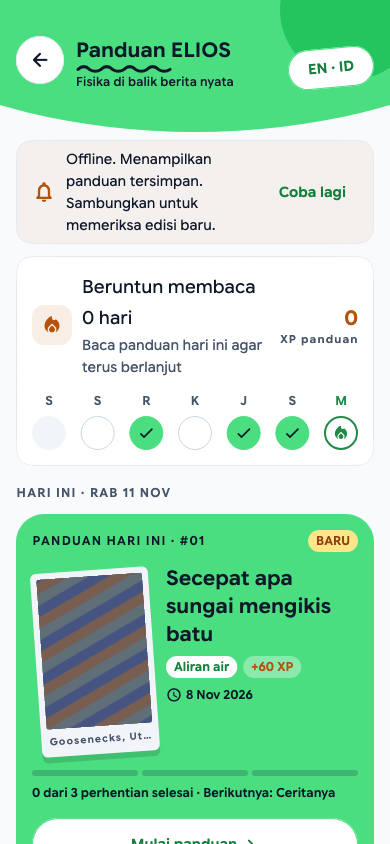 Panduan ELIOS
Fisika di balik berita nyata
EN · ID
Offline. Menampilkan
panduan tersimpan.
Sambungkan untuk
memeriksa edisi baru.
Coba lagi
Beruntun membaca
0 hari
Baca panduan hari ini agar
terus berlanjut
0
XP panduan
S S R K J S M
HARI INI · RAB 11 NOV
PANDUAN HARI INI · #01
BARU
Secepat apa
sungai mengikis
batu
Aliran air
+60 XP
8 Nov 2026
Goosenecks, Ut…
0 dari 3 perhentian selesai · Berikutnya: Ceritanya
Mulai panduan